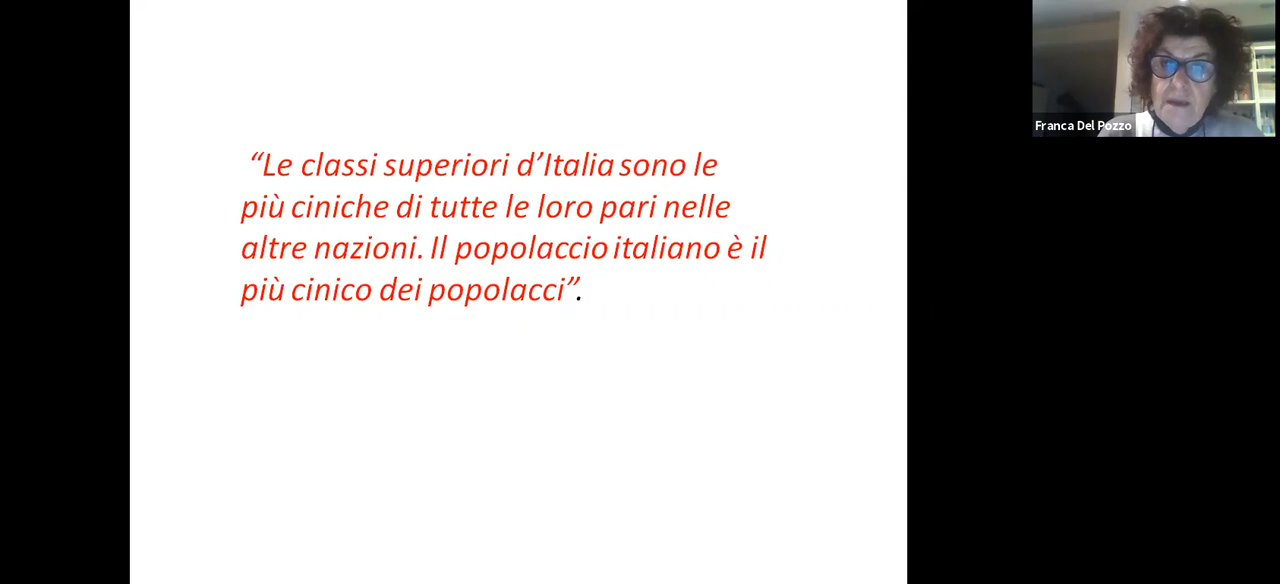 “Le classi superiori d’Italia sono le
più ciniche di tutte le loro pari nelle
altre nazioni. Il popolaccio italiano è il
più cinico dei popolacci”.
Franca Del Pozzo